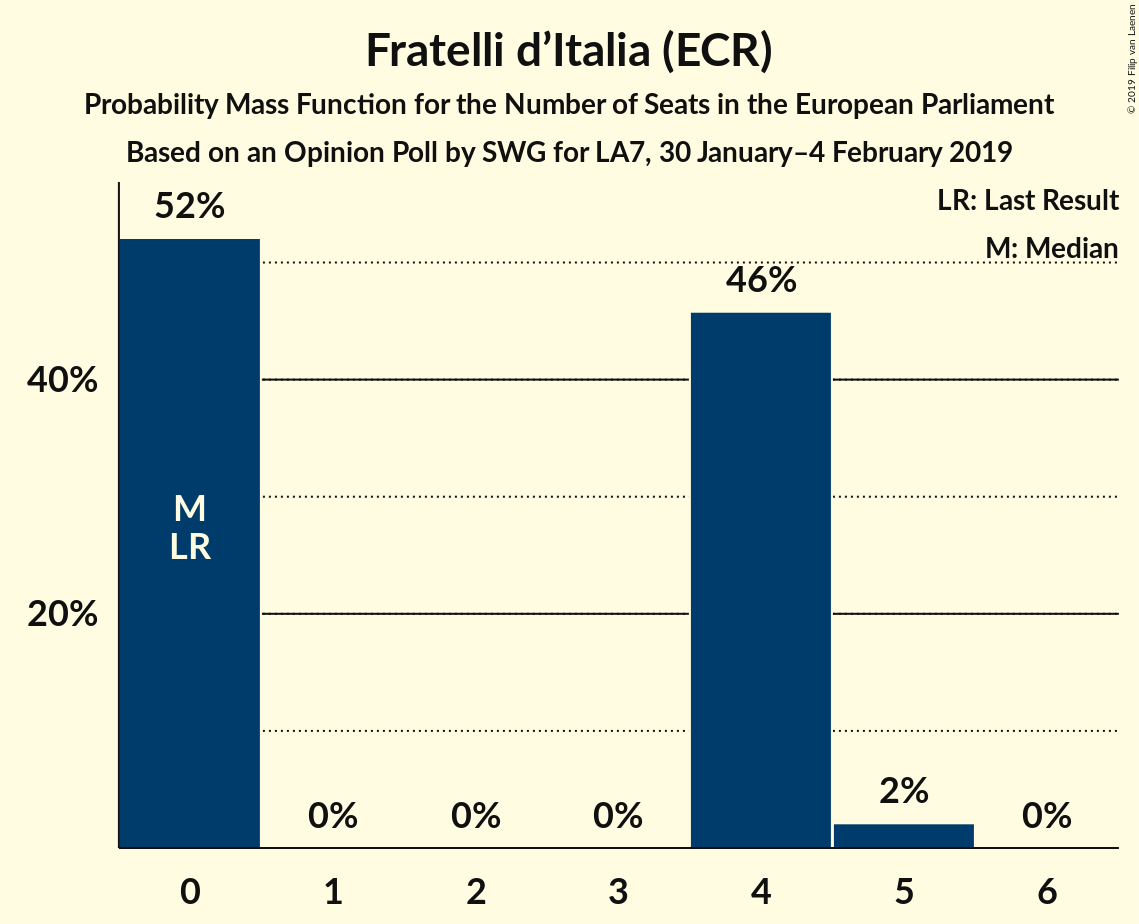 Fratelli d’Italia (ECR)
Probability Mass Function for the Number of Seats in the European Parliament
Based on an Opinion Poll by SWG for LA7, 30 January–4 February 2019
© 2019 Filip van Laenen
LR: Last Result
M: Median
52%
46%
40%
M
LR
20%
2%
0%
0%
0%
0%
0
1
2
3
4
5
6